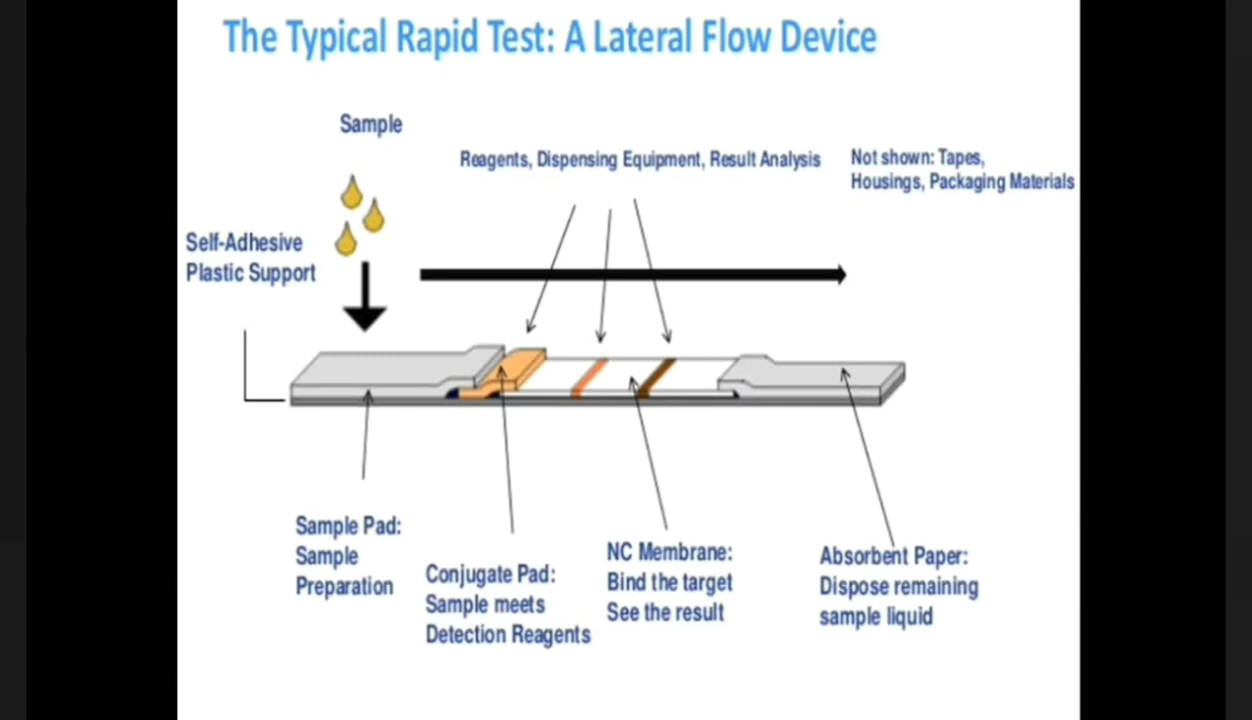 The Typical Rapid Test: A Lateral Flow Device
Sample
Reagents, Dispensing Equipment, Result Analysis
Not shown: Tapes,
Housings, Packaging Materials
Self-Adhesive
Plastic Support
Sample Pad:
Sample
Preparation
Conjugate Pad:
Sample meets
Detection Reagents
NC Membrane:
Bind the target
See the result
Absorbent Paper:
Dispose remaining
sample liquid